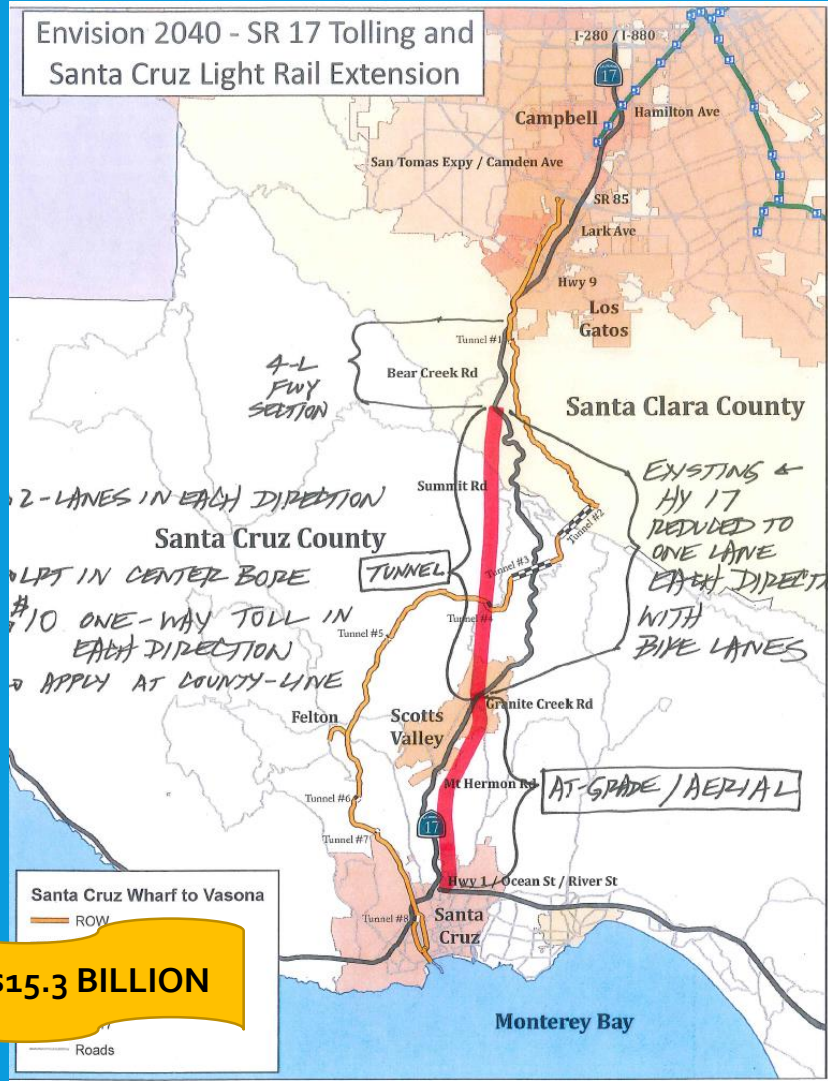 Envision 2040 - SR 17 Tolling and
Santa Cruz Light Rail Extension
I-280 / I-880
17
Campbell
Hamilton Ave
San Tomas Expy / Camden Ave
SR 85
Lark Ave
Hwy 9
Los
Gatos
Tunnel #1
4-L
FWY
SECTION
Bear Creek Rd
Santa Clara County
2-LANES IN EACH DIRECTION
Summit Rd
EXISTING
HY 17
REDUCED TO
ONE LANE
EACH DIRECT
WITH
BIKE LANES
Tunnel #2
Santa Cruz County
LRT IN CENTER BORE
TUNNEL
Tunnel #3
$10 ONE-WAY TOLL IN
EACH DIRECTION
Tunnel #4
Tunnel #5
APPLY AT COUNTY-LINE
Granite Creek Rd
Felton
Scotts
Valley
Mt Hermon Rd
AT-GRADE / AERIAL
Tunnel #6
17
Tunnel #7
Hwy 1 / Ocean St / River St
Santa Cruz Wharf to Vasona
ROW
Tunnel #8
Santa
Cruz
$15.3 BILLION
Monterey Bay
Roads